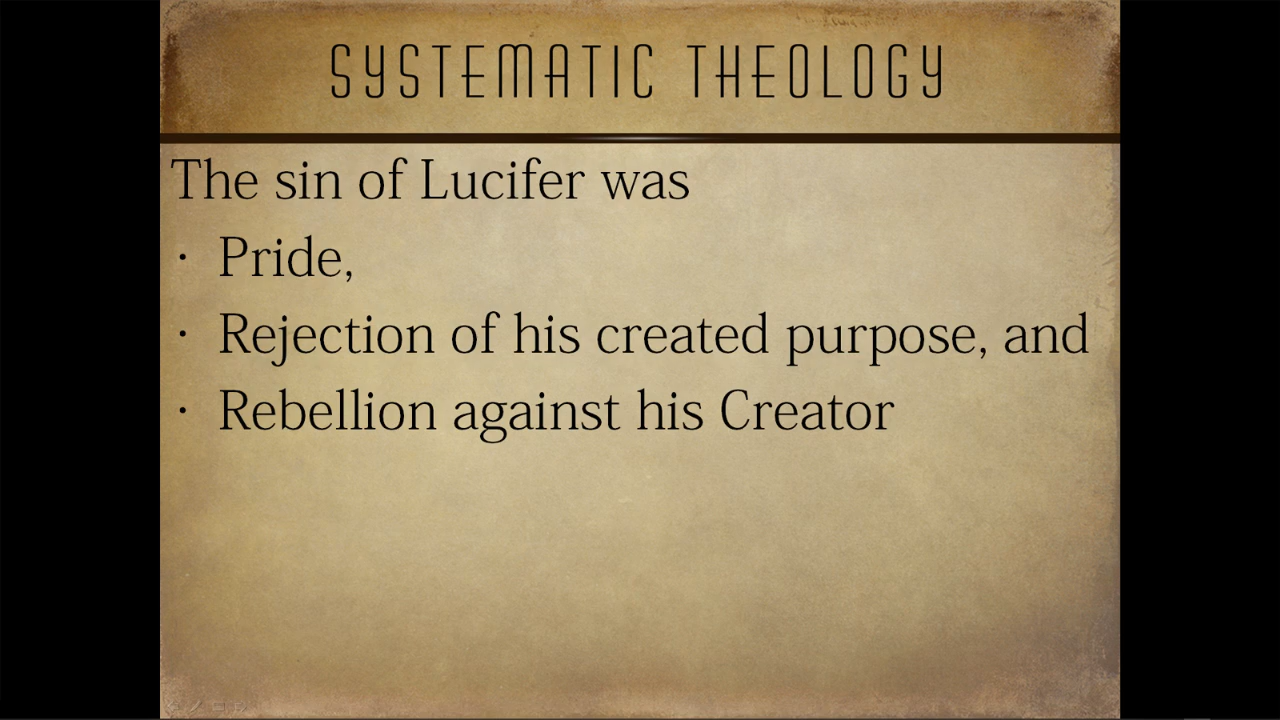 SYSTEMATIC THEOLOGY
The sin of Lucifer was
· Pride,
· Rejection of his created purpose, and
· Rebellion against his Creator